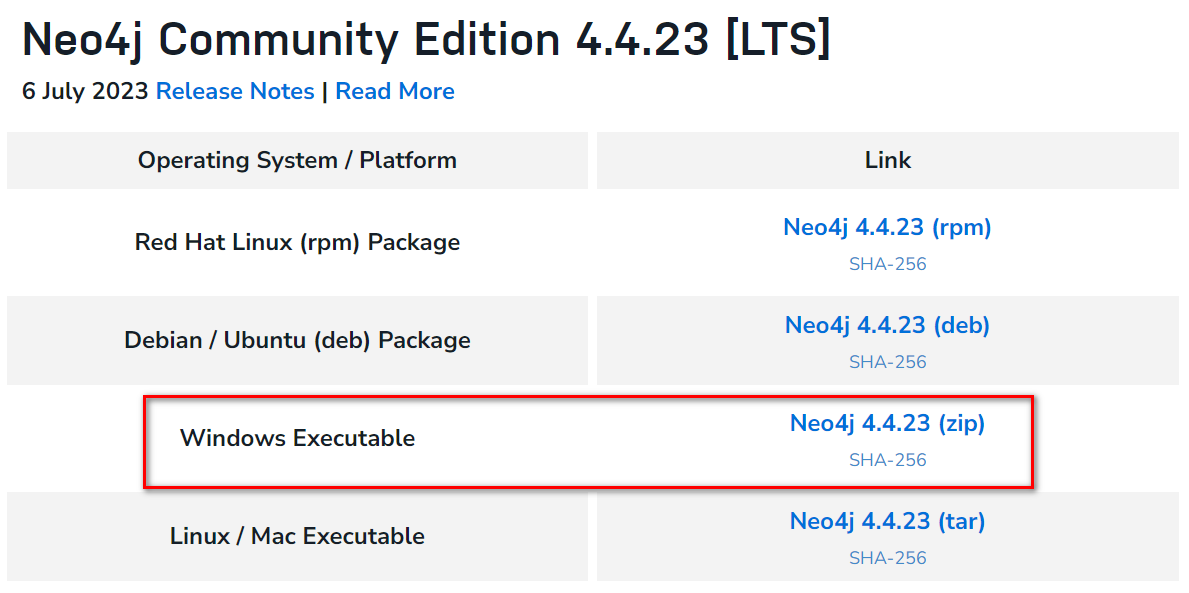 Neo4j Community Edition 4.4.23 [LTS]
6 July 2023 Release Notes | Read More
Operating System / Platform Link
Red Hat Linux (rpm) Package Neo4j 4.4.23 (rpm)
SHA-256
Debian / Ubuntu (deb) Package Neo4j 4.4.23 (deb)
SHA-256
Windows Executable Neo4j 4.4.23 (zip)
SHA-256
Linux / Mac Executable Neo4j 4.4.23 (tar)
SHA-256